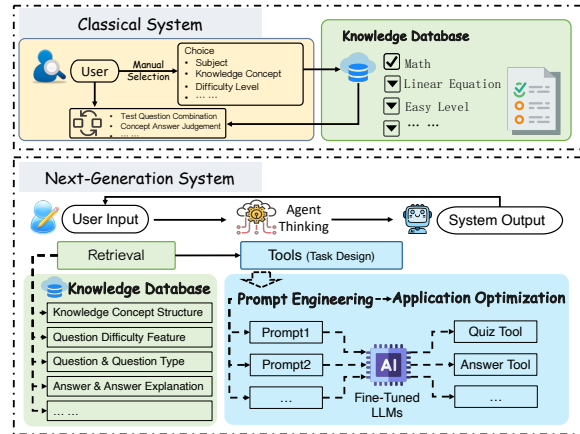 Classical System
User
Manual
Selection
Choice
• Subject
• Knowledge Concept
• Difficulty Level
• … …
• Test Question Combination
• Concept Answer Judgement
• … …
Knowledge Database
Math
Linear Equation
Easy Level
… …
Next-Generation System
User Input
Agent
Thinking
System Output
Retrieval
Tools (Task Design)
Knowledge Database
Knowledge Concept Structure
Question Difficulty Feature
Question & Question Type
Answer & Answer Explanation
… …
Prompt Engineering
Application Optimization
Prompt1
Prompt2
…
AI
Fine-Tuned
LLMs
Quiz Tool
Answer Tool
…